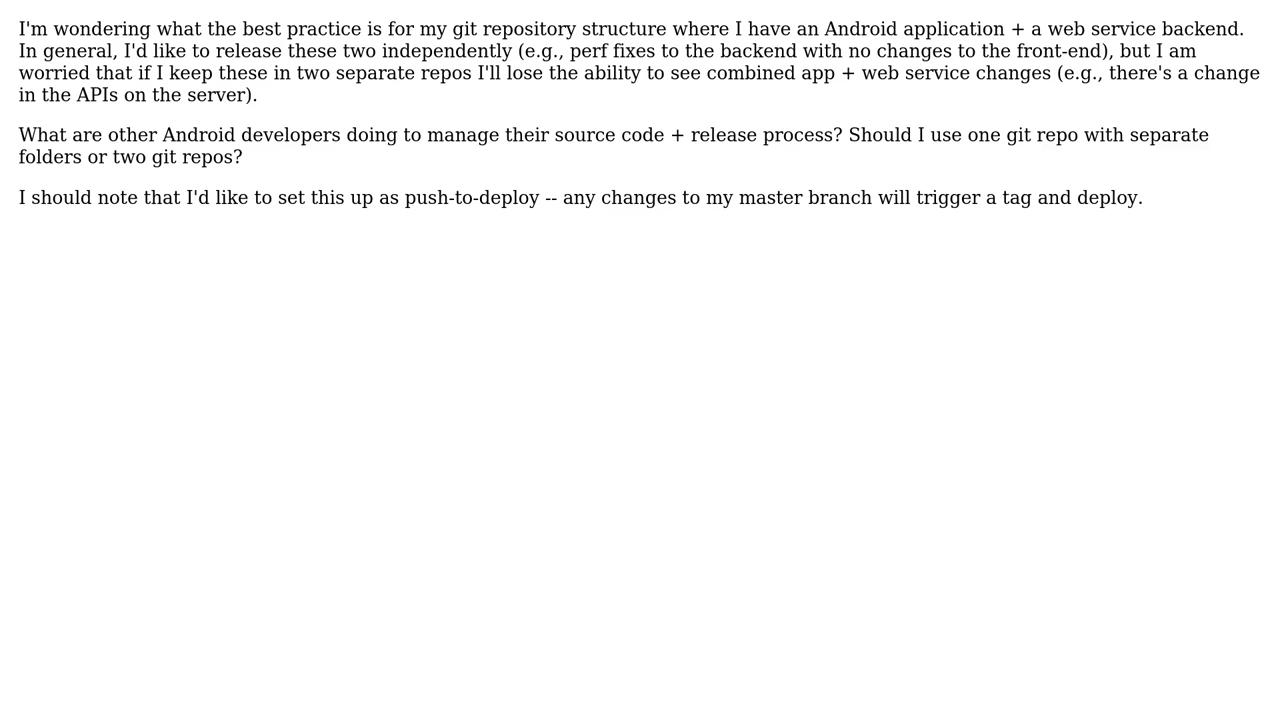 I'm wondering what the best practice is for my git repository structure where I have an Android application + a web service backend.
In general, I'd like to release these two independently (e.g., perf fixes to the backend with no changes to the front-end), but I am
worried that if I keep these in two separate repos I'll lose the ability to see combined app + web service changes (e.g., there's a change
in the APIs on the server).
What are other Android developers doing to manage their source code + release process? Should I use one git repo with separate
folders or two git repos?
I should note that I'd like to set this up as push-to-deploy -- any changes to my master branch will trigger a tag and deploy.